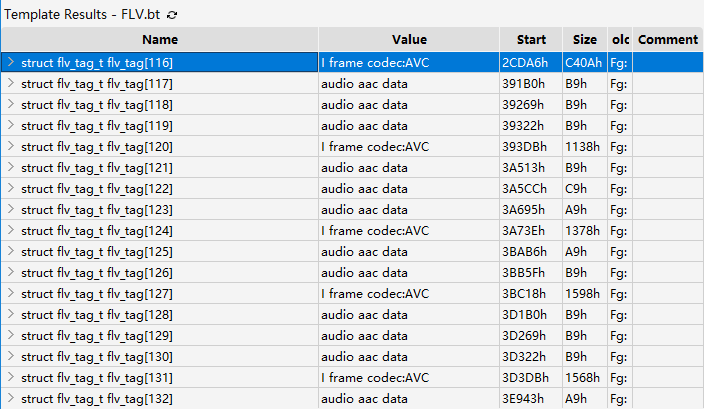 Template Results - FLV.bt
Name Value Start Size olc Comment
struct flv_tag_t flv_tag[116] I frame codec:AVC 2CDA6h C40Ah Fg:
struct flv_tag_t flv_tag[117] audio aac data 391B0h B9h Fg:
struct flv_tag_t flv_tag[118] audio aac data 39269h B9h Fg:
struct flv_tag_t flv_tag[119] audio aac data 39322h B9h Fg:
struct flv_tag_t flv_tag[120] I frame codec:AVC 393DBh 1138h Fg:
struct flv_tag_t flv_tag[121] audio aac data 3A513h B9h Fg:
struct flv_tag_t flv_tag[122] audio aac data 3A5CCh C9h Fg:
struct flv_tag_t flv_tag[123] audio aac data 3A695h A9h Fg:
struct flv_tag_t flv_tag[124] I frame codec:AVC 3A73Eh 1378h Fg:
struct flv_tag_t flv_tag[125] audio aac data 3BAB6h A9h Fg:
struct flv_tag_t flv_tag[126] audio aac data 3BB5Fh B9h Fg:
struct flv_tag_t flv_tag[127] I frame codec:AVC 3BC18h 1598h Fg:
struct flv_tag_t flv_tag[128] audio aac data 3D1B0h B9h Fg:
struct flv_tag_t flv_tag[129] audio aac data 3D269h B9h Fg:
struct flv_tag_t flv_tag[130] audio aac data 3D322h B9h Fg:
struct flv_tag_t flv_tag[131] I frame codec:AVC 3D3DBh 1568h Fg:
struct flv_tag_t flv_tag[132] audio aac data 3E943h A9h Fg: